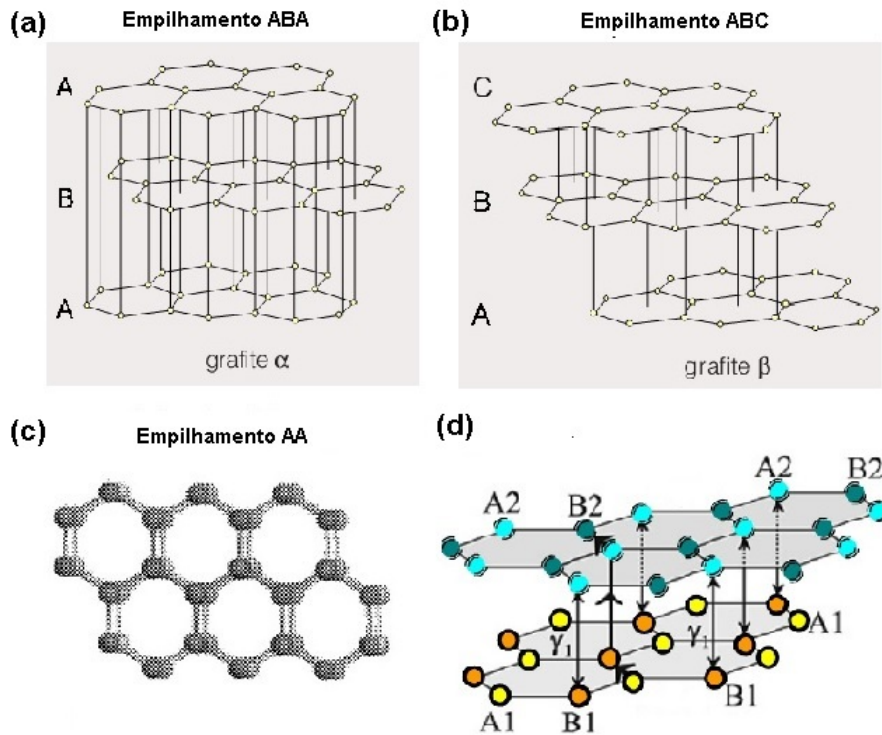 (a) Empilhamento ABA
A
B
A
grafite α
(b) Empilhamento ABC
C
B
A
grafite β
(c) Empilhamento AA
(d)
A2 B2
A2 B2
γ1 γ1 A1
A1 B1 B1